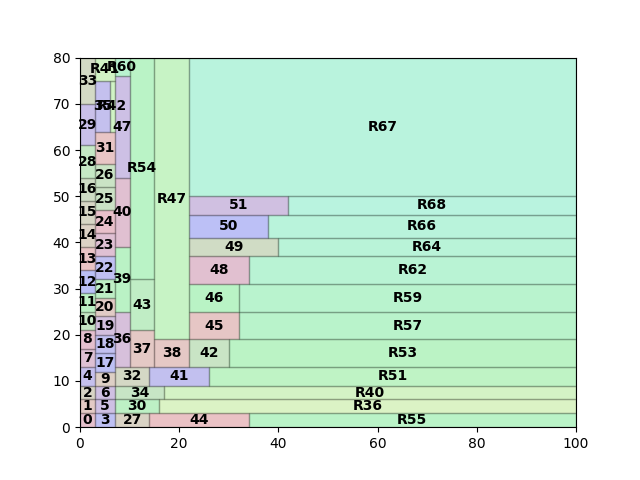 80
70
60
50
40
30
20
10
0
0 20 40 60 80 100
33 R41 R60
35 R42
29 47 R67
31
28 R54
26
16 25 40 R47 51 R68
15 24 50 R66
14 23 49 R64
13 22 39 48 R62
12 21
11 20 43 46 R59
10 19 45 R57
8 18 36 37 38 42 R53
7 17
4 9 32 41 R51
2 6 34 R40
1 5 30 R36
0 3 27 44 R55